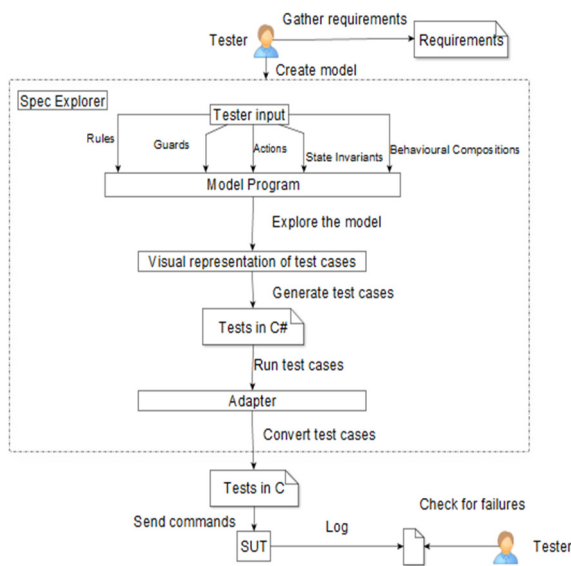 Gather requirements
Tester
Requirements
Create model
Spec Explorer
Tester input
Rules
Guards
Actions
State Invariants
Behavioural Compositions
Model Program
Explore the model
Visual representation of test cases
Generate test cases
Tests in C#
Run test cases
Adapter
Convert test cases
Tests in C
Check for failures
Send commands
Log
SUT
Tester